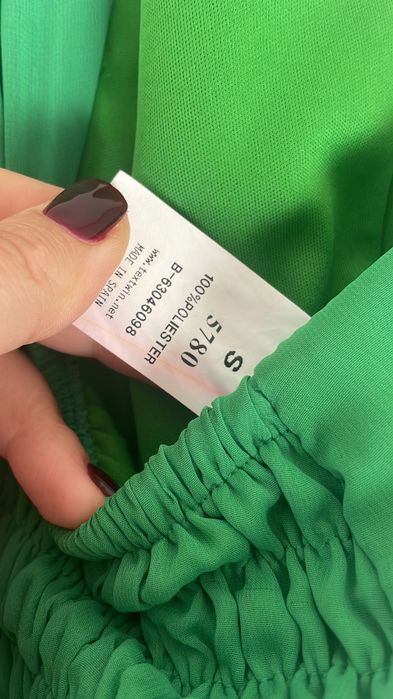 S
5780
100%POLIESTER
B-63046098
www.textwin.net
MADE IN SPAIN